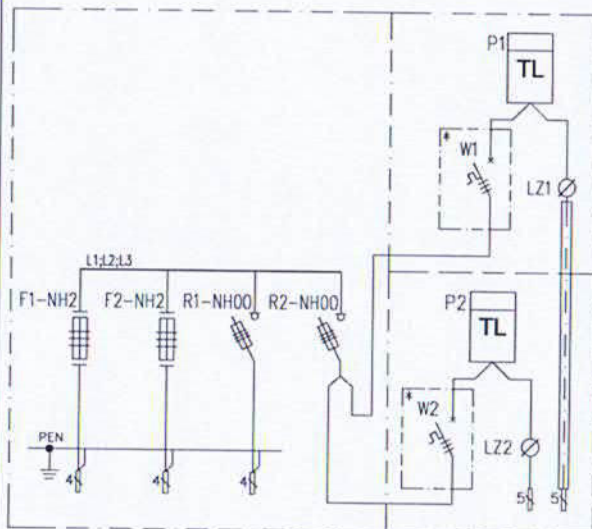 P1
TL
*
W1
LZ1
L1;L2;L3
F1-NH2 F2-NH2 R1-NH00 R2-NH00
P2
TL
*
W2
LZ2
PEN
4 4 4
5 5